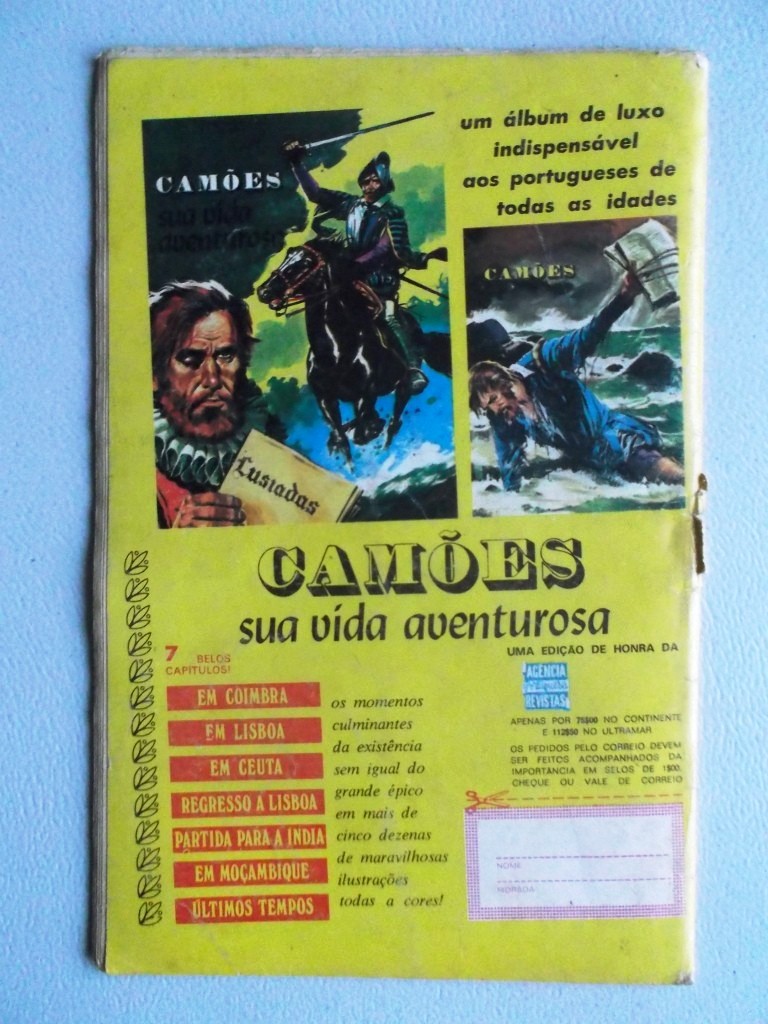 um álbum de luxo
indispensável
aos portugueses de
todas as idades
CAMÕES
sua vida
aventurosa
Lusiadas
CAMÕES
CAMÕES
sua vida aventurosa
7 BELOS
CAPÍTULOS!
EM COIMBRA
EM LISBOA
EM CEUTA
REGRESSO A LISBOA
PARTIDA PARA A ÍNDIA
EM MOÇAMBIQUE
ÚLTIMOS TEMPOS
os momentos
culminantes
da existência
sem igual do
grande épico
em mais de
cinco dezenas
de maravilhosas
ilustrações
todas a cores!
UMA EDIÇÃO DE HONRA DA
AGÊNCIA
REVISTAS
APENAS POR 75$00 NO CONTINENTE
E 112$50 NO ULTRAMAR
OS PEDIDOS PELO CORREIO DEVEM
SER FEITOS ACOMPANHADOS DA
IMPORTÂNCIA EM SELOS DE 1$00,
CHEQUE OU VALE DE CORREIO
NOME
MORADA